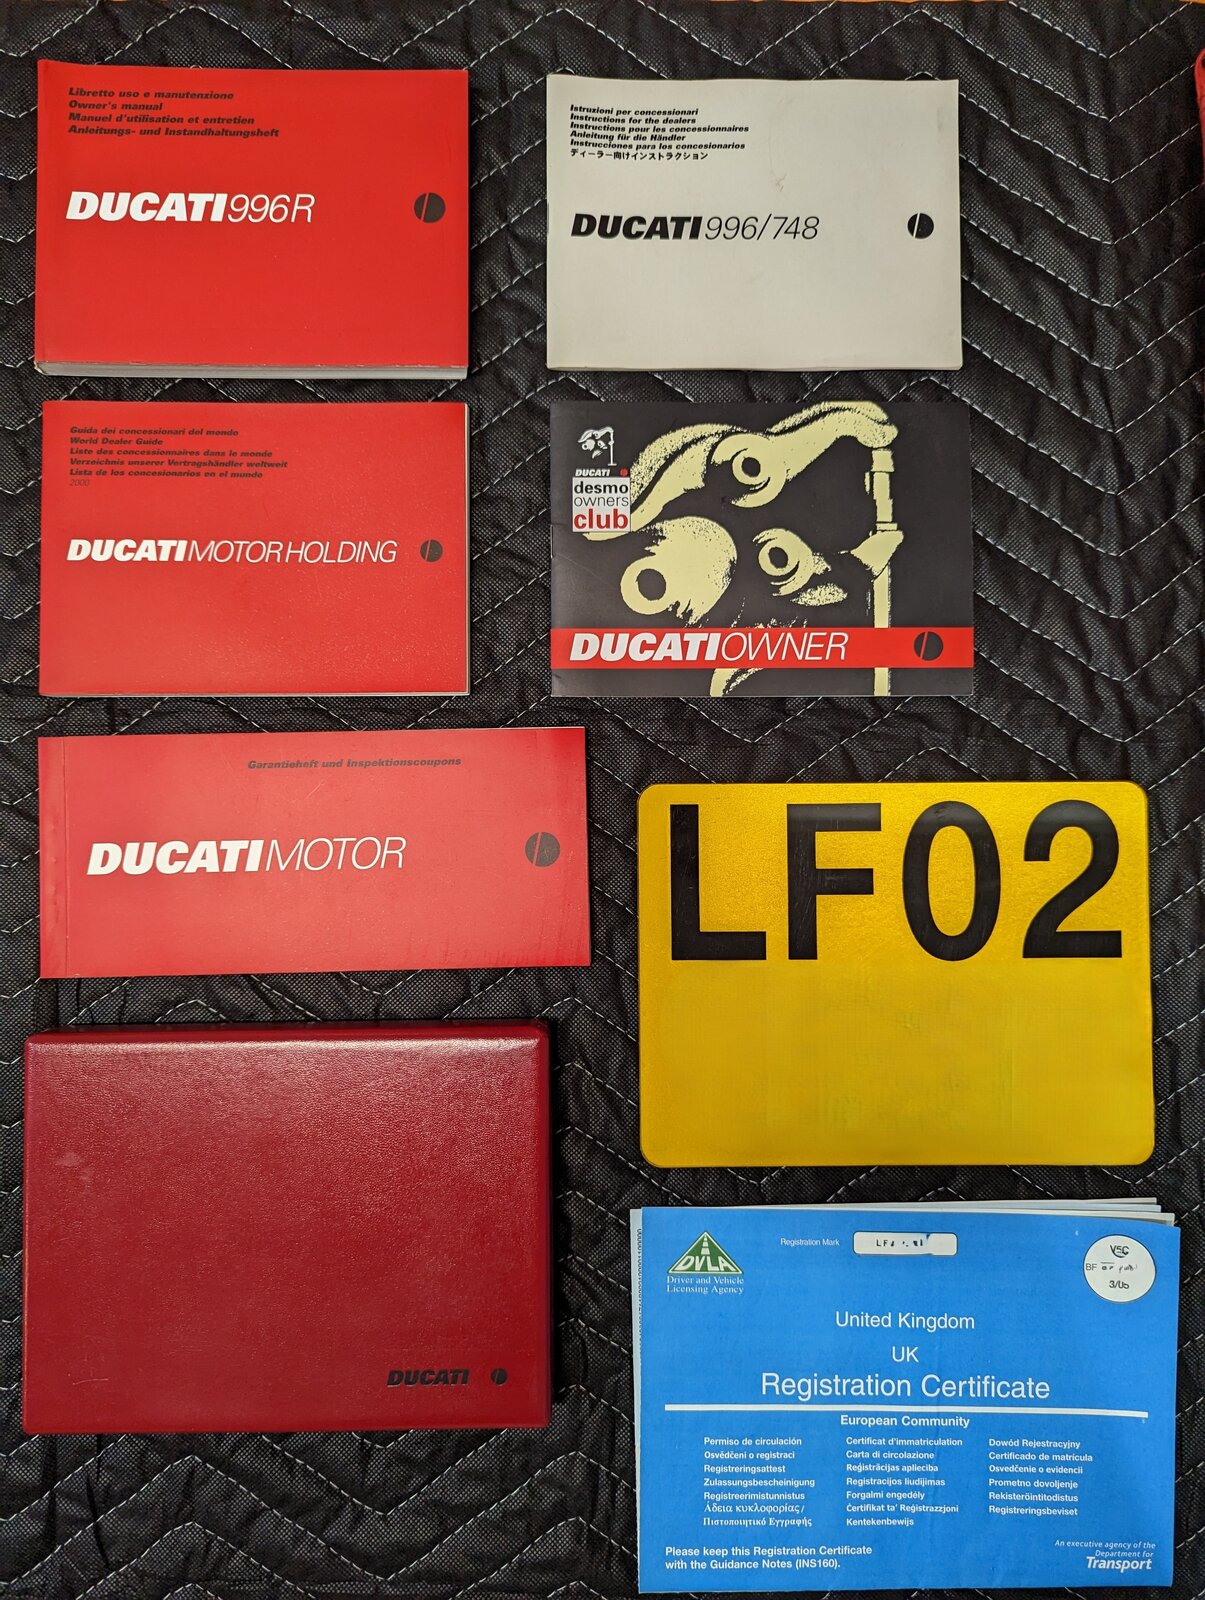 Libretto uso e manutenzione
Owner's manual
Manuel d'utilisation et entretien
Anleitungs- und Instandhaltungsheft
DUCATI996R
Istruzioni per concessionari
Instructions for the dealers
Instructions pour les concessionnaires
Anleitung für die Händler
Instrucciones para los concesionarios
ディーラー向けインストラクション
DUCATI996/748
Guida dei concessionari del mondo
World Dealer Guide
Liste des concessionnaires dans le monde
Verzeichnis unserer Vertragshändler weltweit
Lista de los concesionarios en el mundo
2000
DUCATIMOTORHOLDING
DUCATI
desmo
owners
club
DUCATIOWNER
Garantieheft und Inspektionscoupons
DUCATIMOTOR
LF02
DUCATI
DVLA
Driver and Vehicle
Licensing Agency
Registration Mark
V5C
BF
3/05
United Kingdom
UK
Registration Certificate
European Community
Permiso de circulación
Osvědčení o registraci
Registreringsattest
Zulassungsbescheinigung
Registreerimistunnistus
Άδεια κυκλοφορίας/
Πιστοποιητικό Εγγραφής
Certificat d'immatriculation
Carta di circolazione
Reģistrācijas apliecība
Registracijos liudijimas
Forgalmi engedély
Ċertifikat ta' Reġistrazzjoni
Kentekenbewijs
Dowód Rejestracyjny
Certificado de matrícula
Osvedčenie o evidencii
Prometno dovoljenje
Rekisteröintitodistus
Registreringsbeviset
Please keep this Registration Certificate
with the Guidance Notes (INS160).
An executive agency of the
Department for
Transport